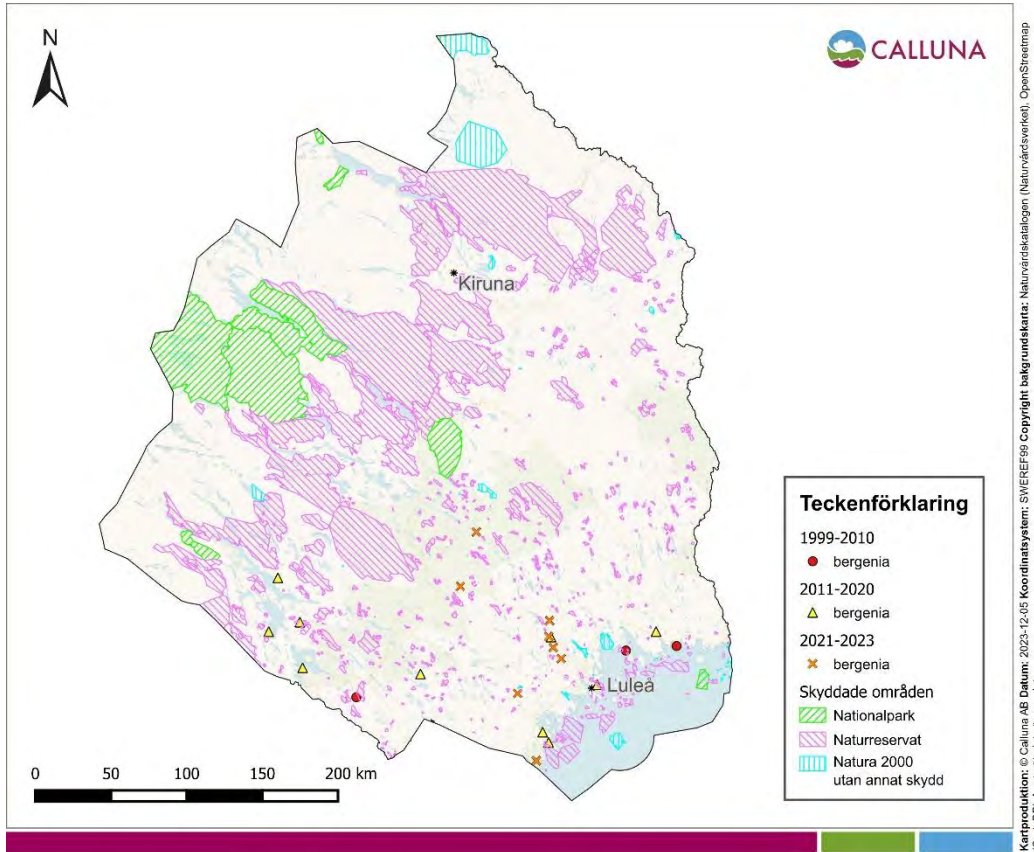 N
CALLUNA
Kiruna
Luleå
Teckenförklaring
1999-2010
bergenia
2011-2020
bergenia
2021-2023
bergenia
Skyddade områden
Nationalpark
Naturreservat
Natura 2000
utan annat skydd
0 50 100 150 200 km
Kartproduktion: © Calluna AB Datum: 2023-12-05 Koordinatsystem: SWEREF99 Copyright bakgrundskarta: Naturvårdskatalogen (Naturvårdsverket). OpenStreetmap